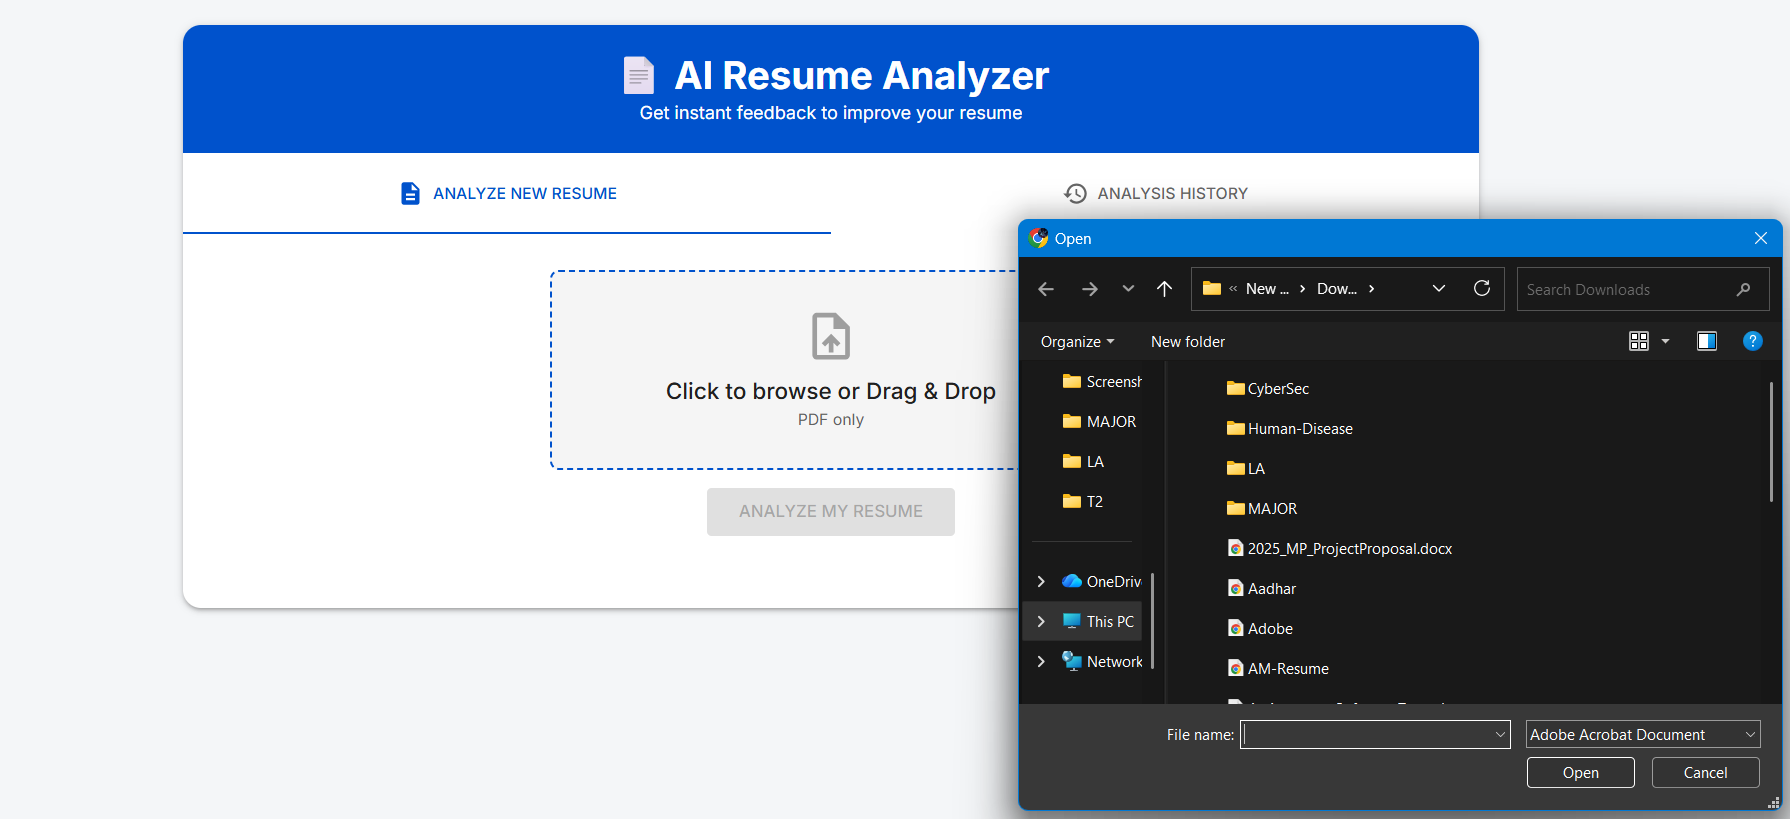 AI Resume Analyzer
Get instant feedback to improve your resume
ANALYZE NEW RESUME
ANALYSIS HISTORY
Click to browse or Drag & Drop
PDF only
ANALYZE MY RESUME
Open
New ...
Dow...
Search Downloads
Organize
New folder
?
Screensh
MAJOR
LA
T2
OneDriv
This PC
Network
CyberSec
Human-Disease
LA
MAJOR
2025_MP_ProjectProposal.docx
Aadhar
Adobe
AM-Resume
File name:
Adobe Acrobat Document
Open
Cancel